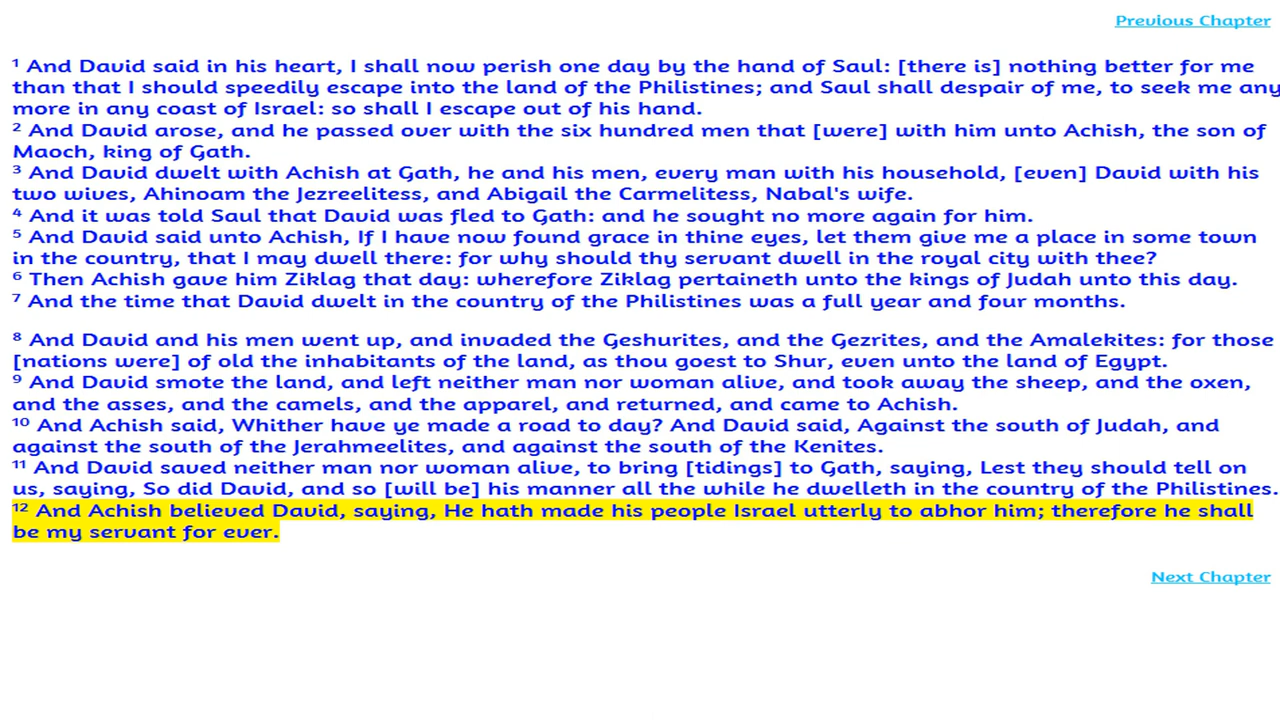 Previous Chapter
¹ And David said in his heart, I shall now perish one day by the hand of Saul: [there is] nothing better for me
than that I should speedily escape into the land of the Philistines; and Saul shall despair of me, to seek me any
more in any coast of Israel: so shall I escape out of his hand.
² And David arose, and he passed over with the six hundred men that [were] with him unto Achish, the son of
Maoch, king of Gath.
³ And David dwelt with Achish at Gath, he and his men, every man with his household, [even] David with his
two wives, Ahinoam the Jezreelitess, and Abigail the Carmelitess, Nabal's wife.
⁴ And it was told Saul that David was fled to Gath: and he sought no more again for him.
⁵ And David said unto Achish, If I have now found grace in thine eyes, let them give me a place in some town
in the country, that I may dwell there: for why should thy servant dwell in the royal city with thee?
⁶ Then Achish gave him Ziklag that day: wherefore Ziklag pertaineth unto the kings of Judah unto this day.
⁷ And the time that David dwelt in the country of the Philistines was a full year and four months.
⁸ And David and his men went up, and invaded the Geshurites, and the Gezrites, and the Amalekites: for those
[nations were] of old the inhabitants of the land, as thou goest to Shur, even unto the land of Egypt.
⁹ And David smote the land, and left neither man nor woman alive, and took away the sheep, and the oxen,
and the asses, and the camels, and the apparel, and returned, and came to Achish.
¹⁰ And Achish said, Whither have ye made a road to day? And David said, Against the south of Judah, and
against the south of the Jerahmeelites, and against the south of the Kenites.
¹¹ And David saved neither man nor woman alive, to bring [tidings] to Gath, saying, Lest they should tell on
us, saying, So did David, and so [will be] his manner all the while he dwelleth in the country of the Philistines.
¹² And Achish believed David, saying, He hath made his people Israel utterly to abhor him; therefore he shall
be my servant for ever.
Next Chapter